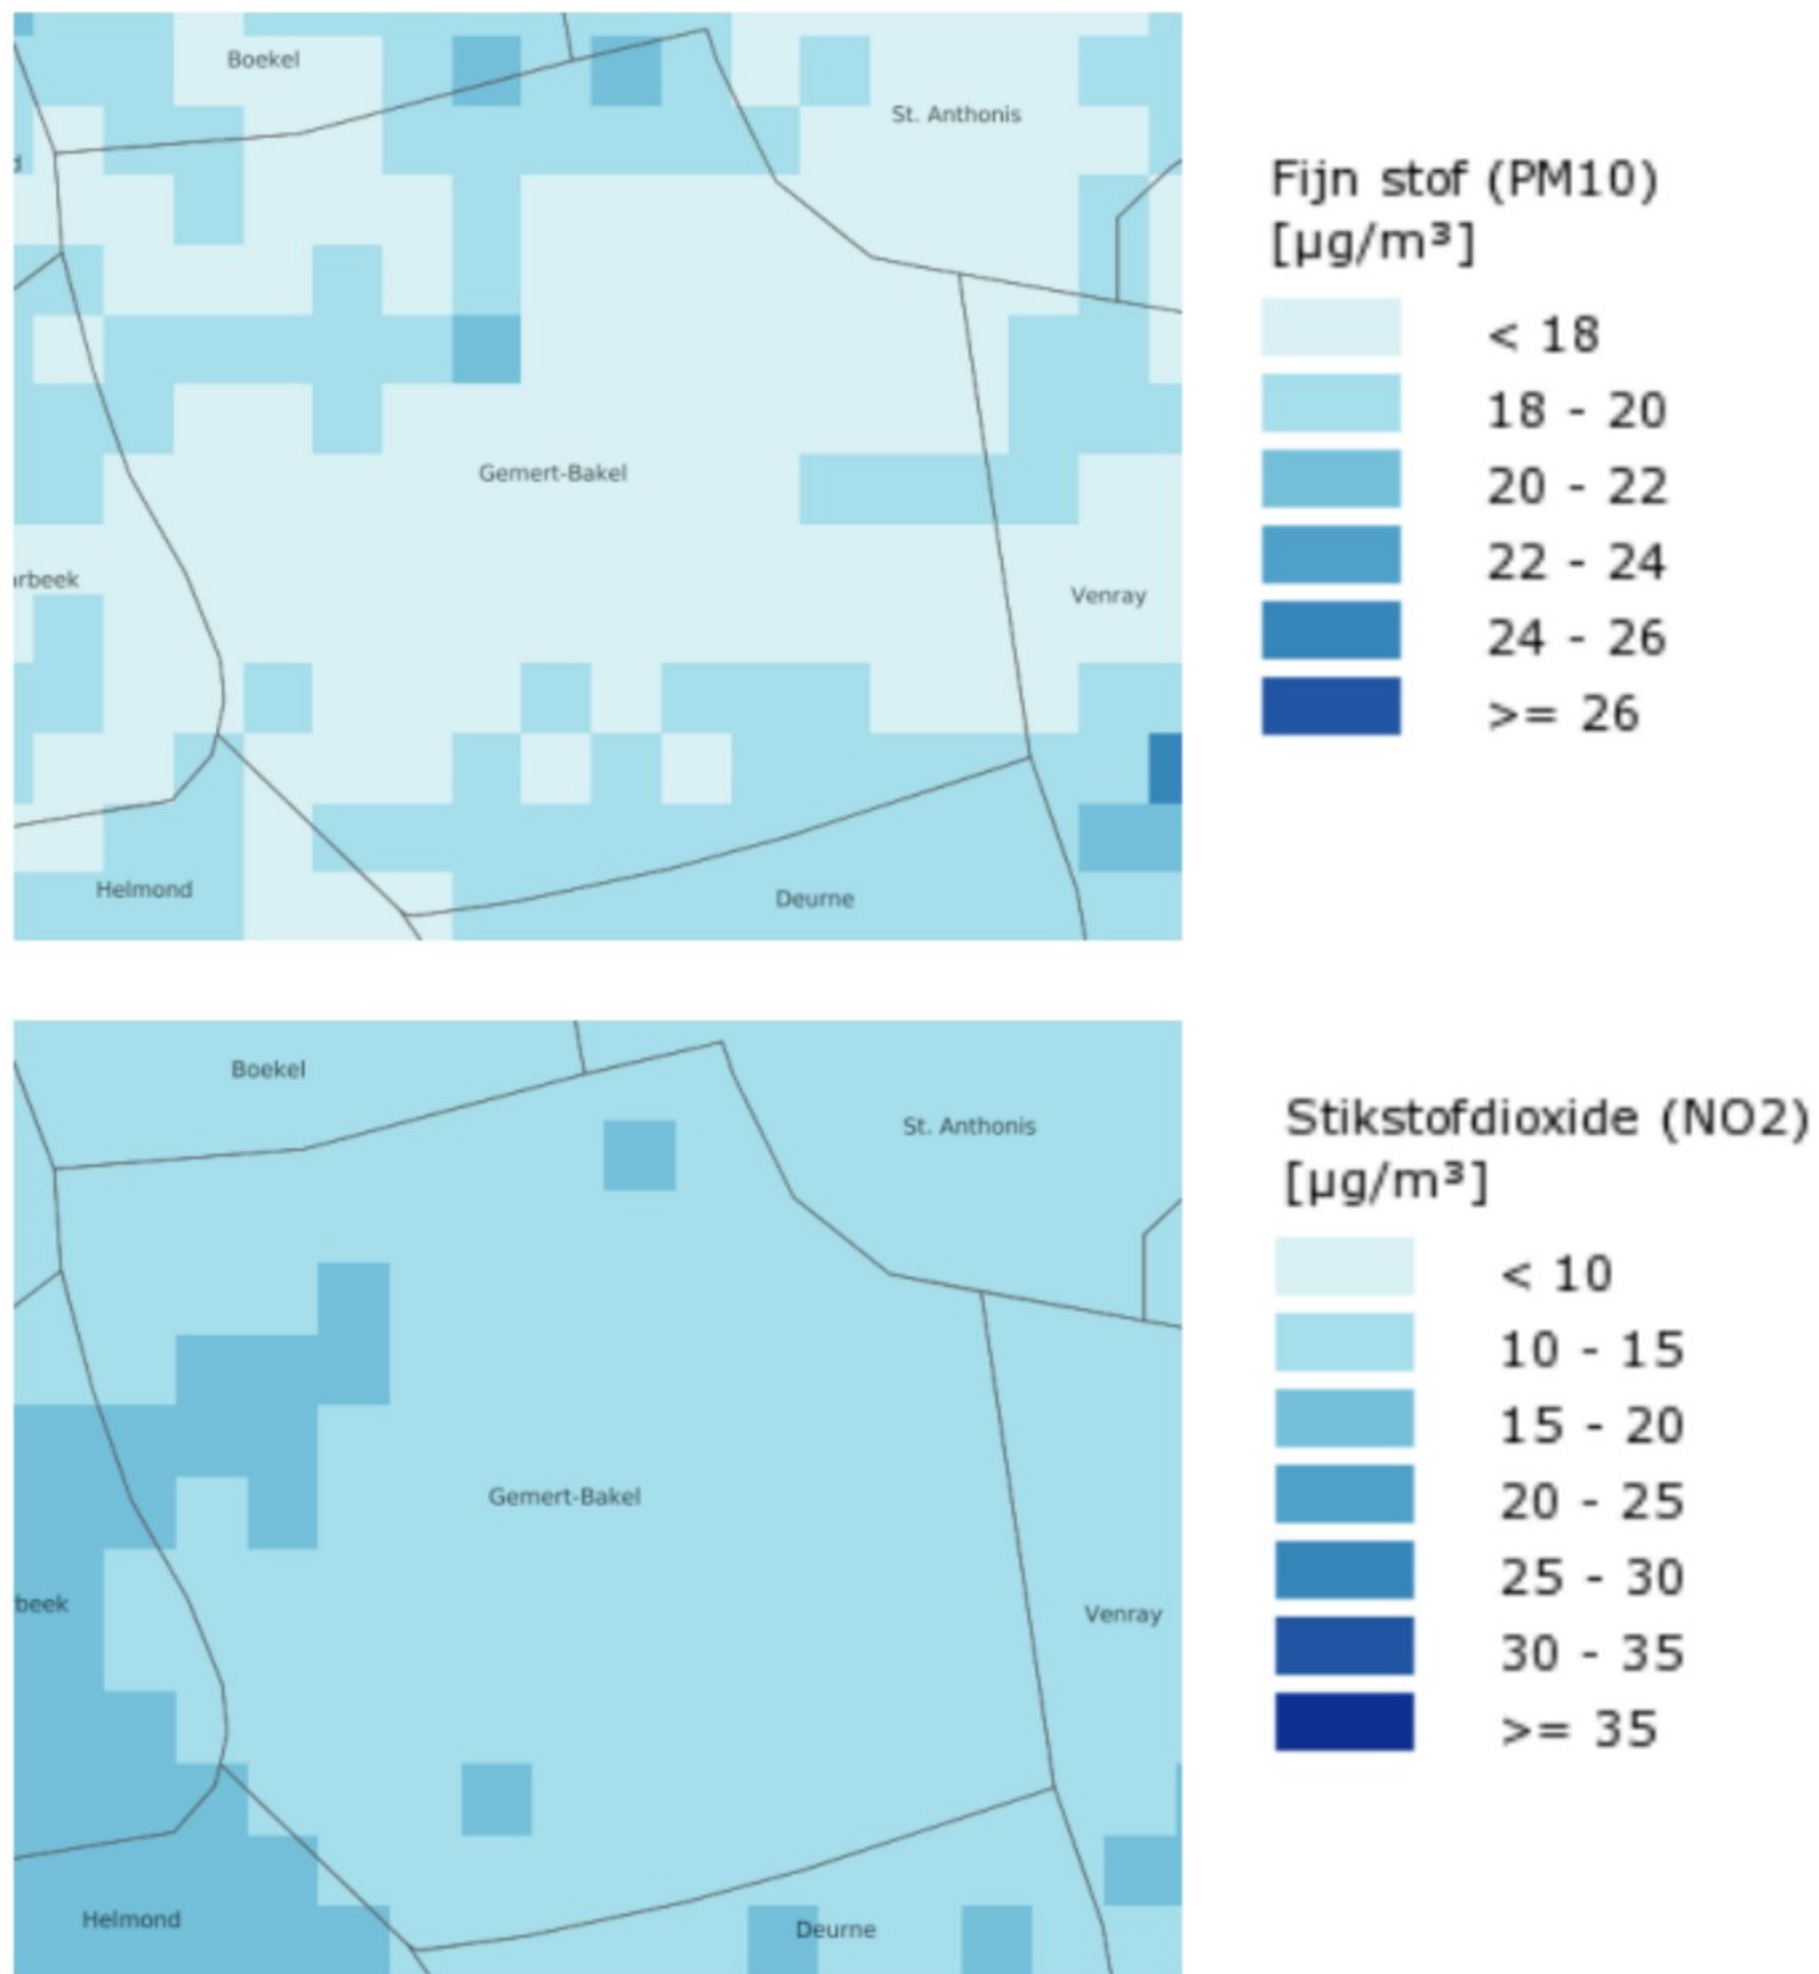 Boekel
St. Anthonis
d
Gemert-Bakel
rbeek
Venray
Helmond
Deurne
Fijn stof (PM10)
[µg/m³]
< 18
18 - 20
20 - 22
22 - 24
24 - 26
>= 26
Boekel
St. Anthonis
Gemert-Bakel
beek
Venray
Helmond
Deurne
Stikstofdioxide (NO2)
[µg/m³]
< 10
10 - 15
15 - 20
20 - 25
25 - 30
30 - 35
>= 35